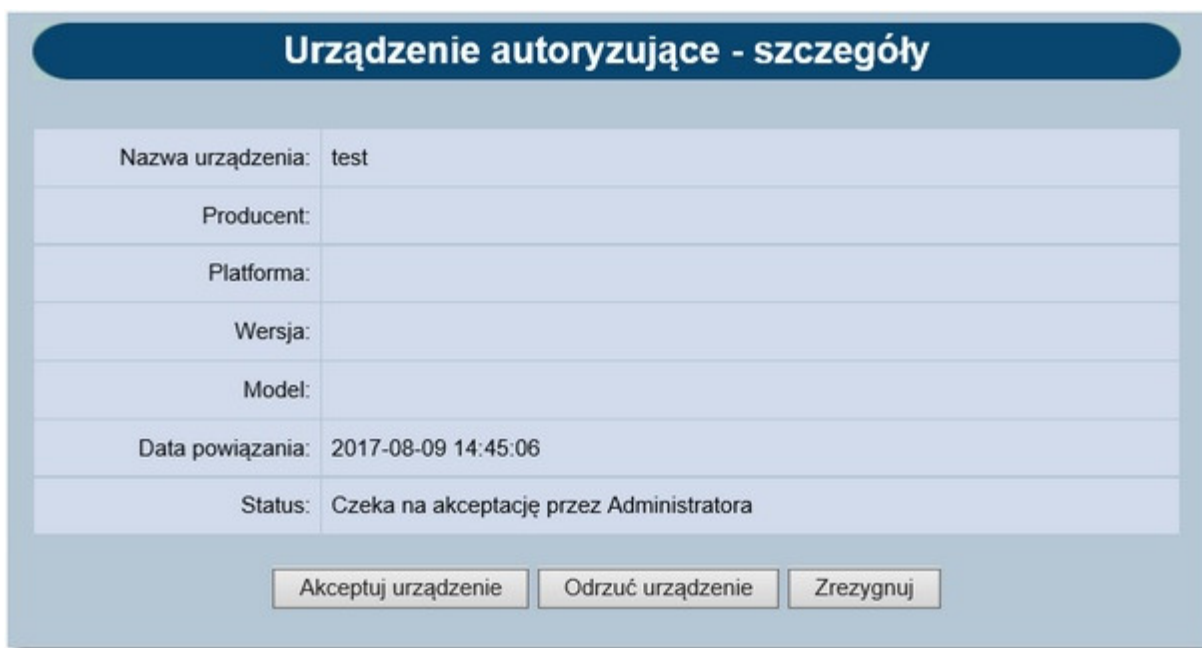 Urządzenie autoryzujące - szczegóły
Nazwa urządzenia: test
Producent:
Platforma:
Wersja:
Model:
Data powiązania: 2017-08-09 14:45:06
Status: Czeka na akceptację przez Administratora
Akceptuj urządzenie Odrzuć urządzenie Zrezygnuj